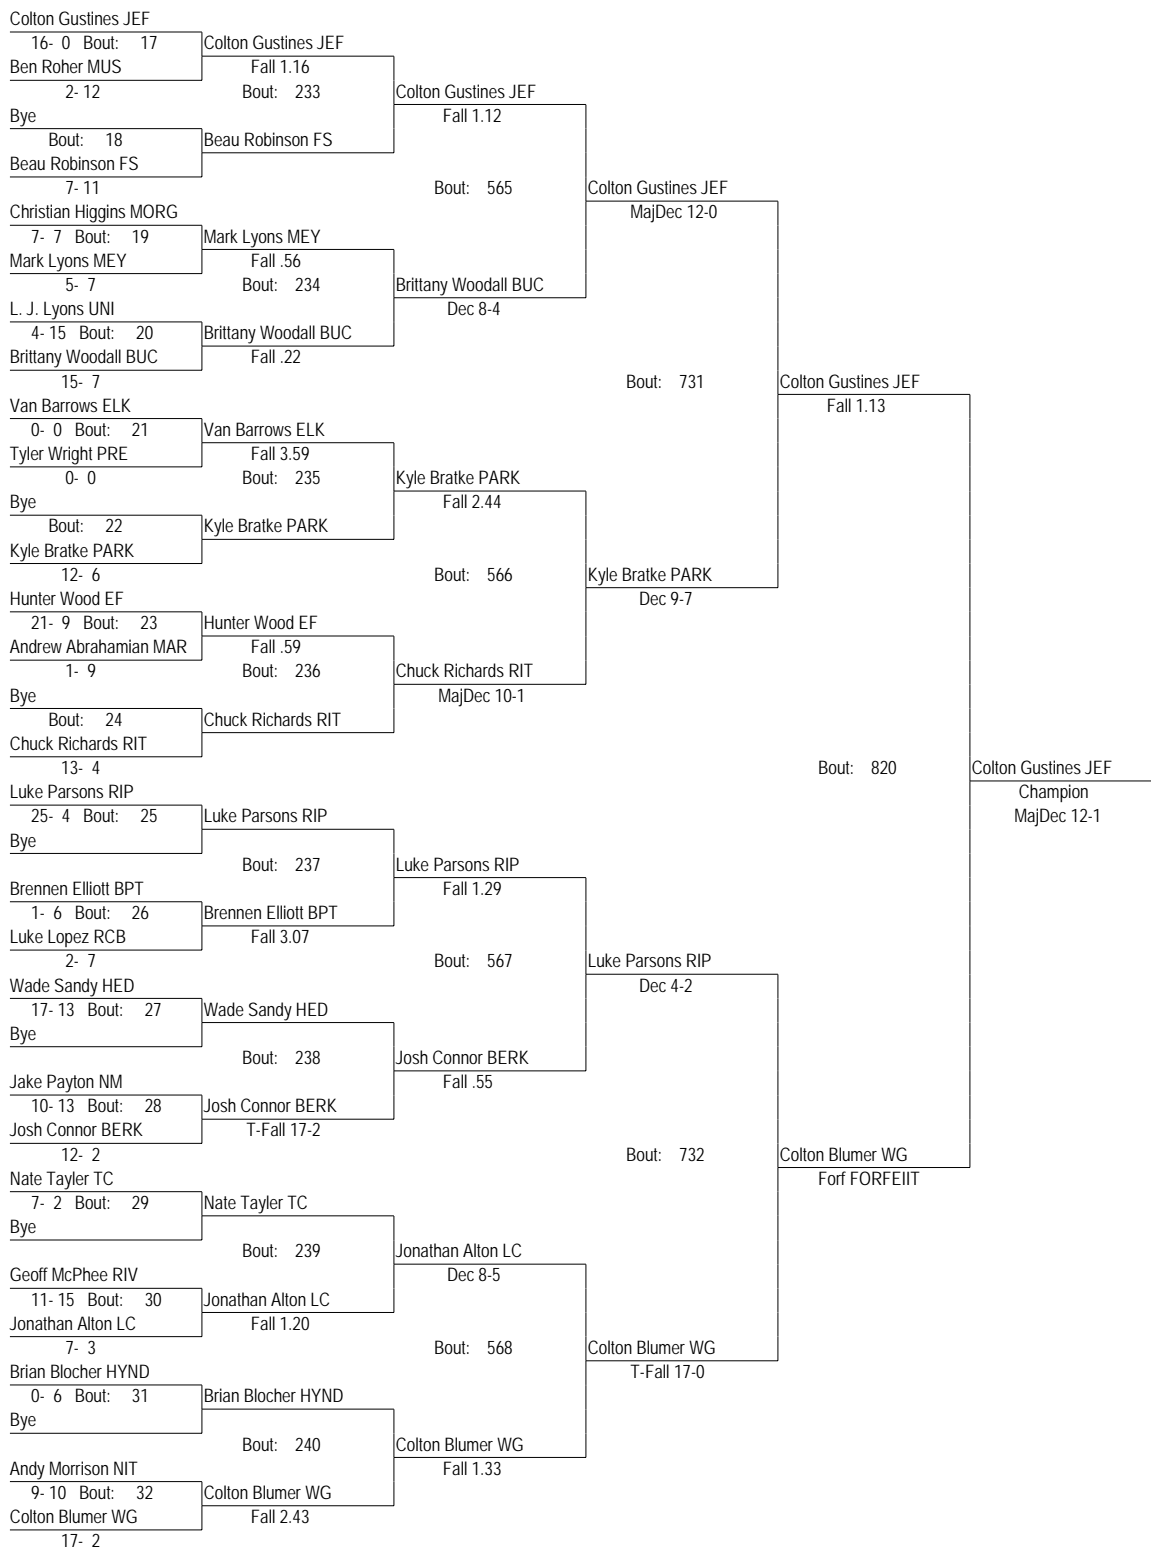 Colton Gustines JEF
16- 0 Bout: 17 Colton Gustines JEF
Ben Roher MUS Fall 1.16
2- 12 Bout: 233 Colton Gustines JEF
Bye Fall 1.12
Bout: 18 Beau Robinson FS
Beau Robinson FS
7- 11 Bout: 565 Colton Gustines JEF
Christian Higgins MORG MajDec 12-0
7- 7 Bout: 19 Mark Lyons MEY
Mark Lyons MEY Fall .56
5- 7 Bout: 234 Brittany Woodall BUC
L. J. Lyons UNI Dec 8-4
4- 15 Bout: 20 Brittany Woodall BUC
Brittany Woodall BUC Fall .22
15- 7 Bout: 731 Colton Gustines JEF
Van Barrows ELK Fall 1.13
0- 0 Bout: 21 Van Barrows ELK
Tyler Wright PRE Fall 3.59
0- 0 Bout: 235 Kyle Bratke PARK
Bye Fall 2.44
Bout: 22 Kyle Bratke PARK
Kyle Bratke PARK
12- 6 Bout: 566 Kyle Bratke PARK
Hunter Wood EF Dec 9-7
21- 9 Bout: 23 Hunter Wood EF
Andrew Abrahamian MAR Fall .59
1- 9 Bout: 236 Chuck Richards RIT
Bye MajDec 10-1
Bout: 24 Chuck Richards RIT
Chuck Richards RIT
13- 4 Bout: 820 Colton Gustines JEF
Luke Parsons RIP Champion
25- 4 Bout: 25 Luke Parsons RIP MajDec 12-1
Bye
Bout: 237 Luke Parsons RIP
Brennen Elliott BPT Fall 1.29
1- 6 Bout: 26 Brennen Elliott BPT
Luke Lopez RCB Fall 3.07
2- 7 Bout: 567 Luke Parsons RIP
Wade Sandy HED Dec 4-2
17- 13 Bout: 27 Wade Sandy HED
Bye
Bout: 238 Josh Connor BERK
Jake Payton NM Fall .55
10- 13 Bout: 28 Josh Connor BERK
Josh Connor BERK T-Fall 17-2
12- 2 Bout: 732 Colton Blumer WG
Nate Tayler TC Forf FORFEIIT
7- 2 Bout: 29 Nate Tayler TC
Bye
Bout: 239 Jonathan Alton LC
Geoff McPhee RIV Dec 8-5
11- 15 Bout: 30 Jonathan Alton LC
Jonathan Alton LC Fall 1.20
7- 3 Bout: 568 Colton Blumer WG
Brian Blocher HYND T-Fall 17-0
0- 6 Bout: 31 Brian Blocher HYND
Bye
Bout: 240 Colton Blumer WG
Andy Morrison NIT Fall 1.33
9- 10 Bout: 32 Colton Blumer WG
Colton Blumer WG Fall 2.43
17- 2